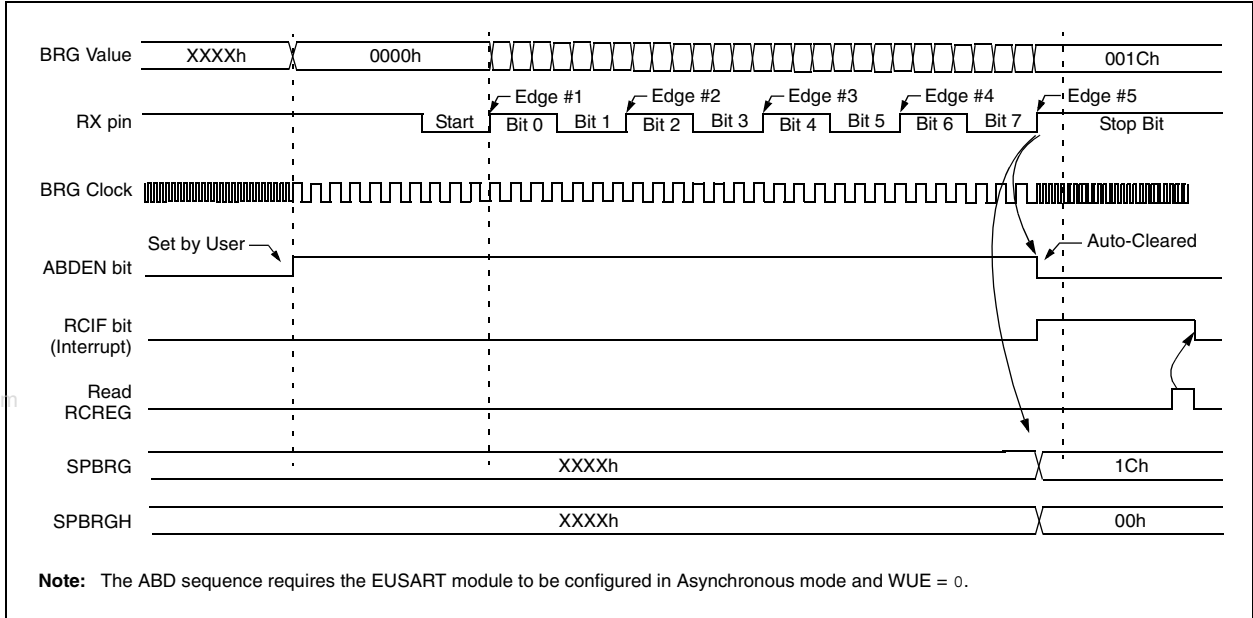 BRG Value XXXXh 0000h 001Ch
Edge #1 Edge #2 Edge #3 Edge #4 Edge #5
RX pin Start Bit 0 Bit 1 Bit 2 Bit 3 Bit 4 Bit 5 Bit 6 Bit 7 Stop Bit
BRG Clock
Set by User Auto-Cleared
ABDEN bit
RCIF bit
(Interrupt)
Read
RCREG
m
SPBRG XXXXh 1Ch
SPBRGH XXXXh 00h
Note: The ABD sequence requires the EUSART module to be configured in Asynchronous mode and WUE = 0.